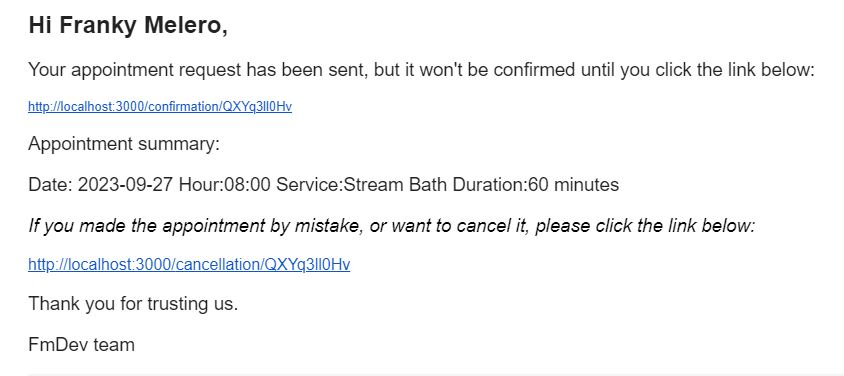 Hi Franky Melero,
Your appointment request has been sent, but it won't be confirmed until you click the link below:
http://localhost:3000/confirmation/QXYq3lI0Hv
Appointment summary:
Date: 2023-09-27 Hour:08:00 Service:Stream Bath Duration:60 minutes
If you made the appointment by mistake, or want to cancel it, please click the link below:
http://localhost:3000/cancellation/QXYq3lI0Hv
Thank you for trusting us.
FmDev team